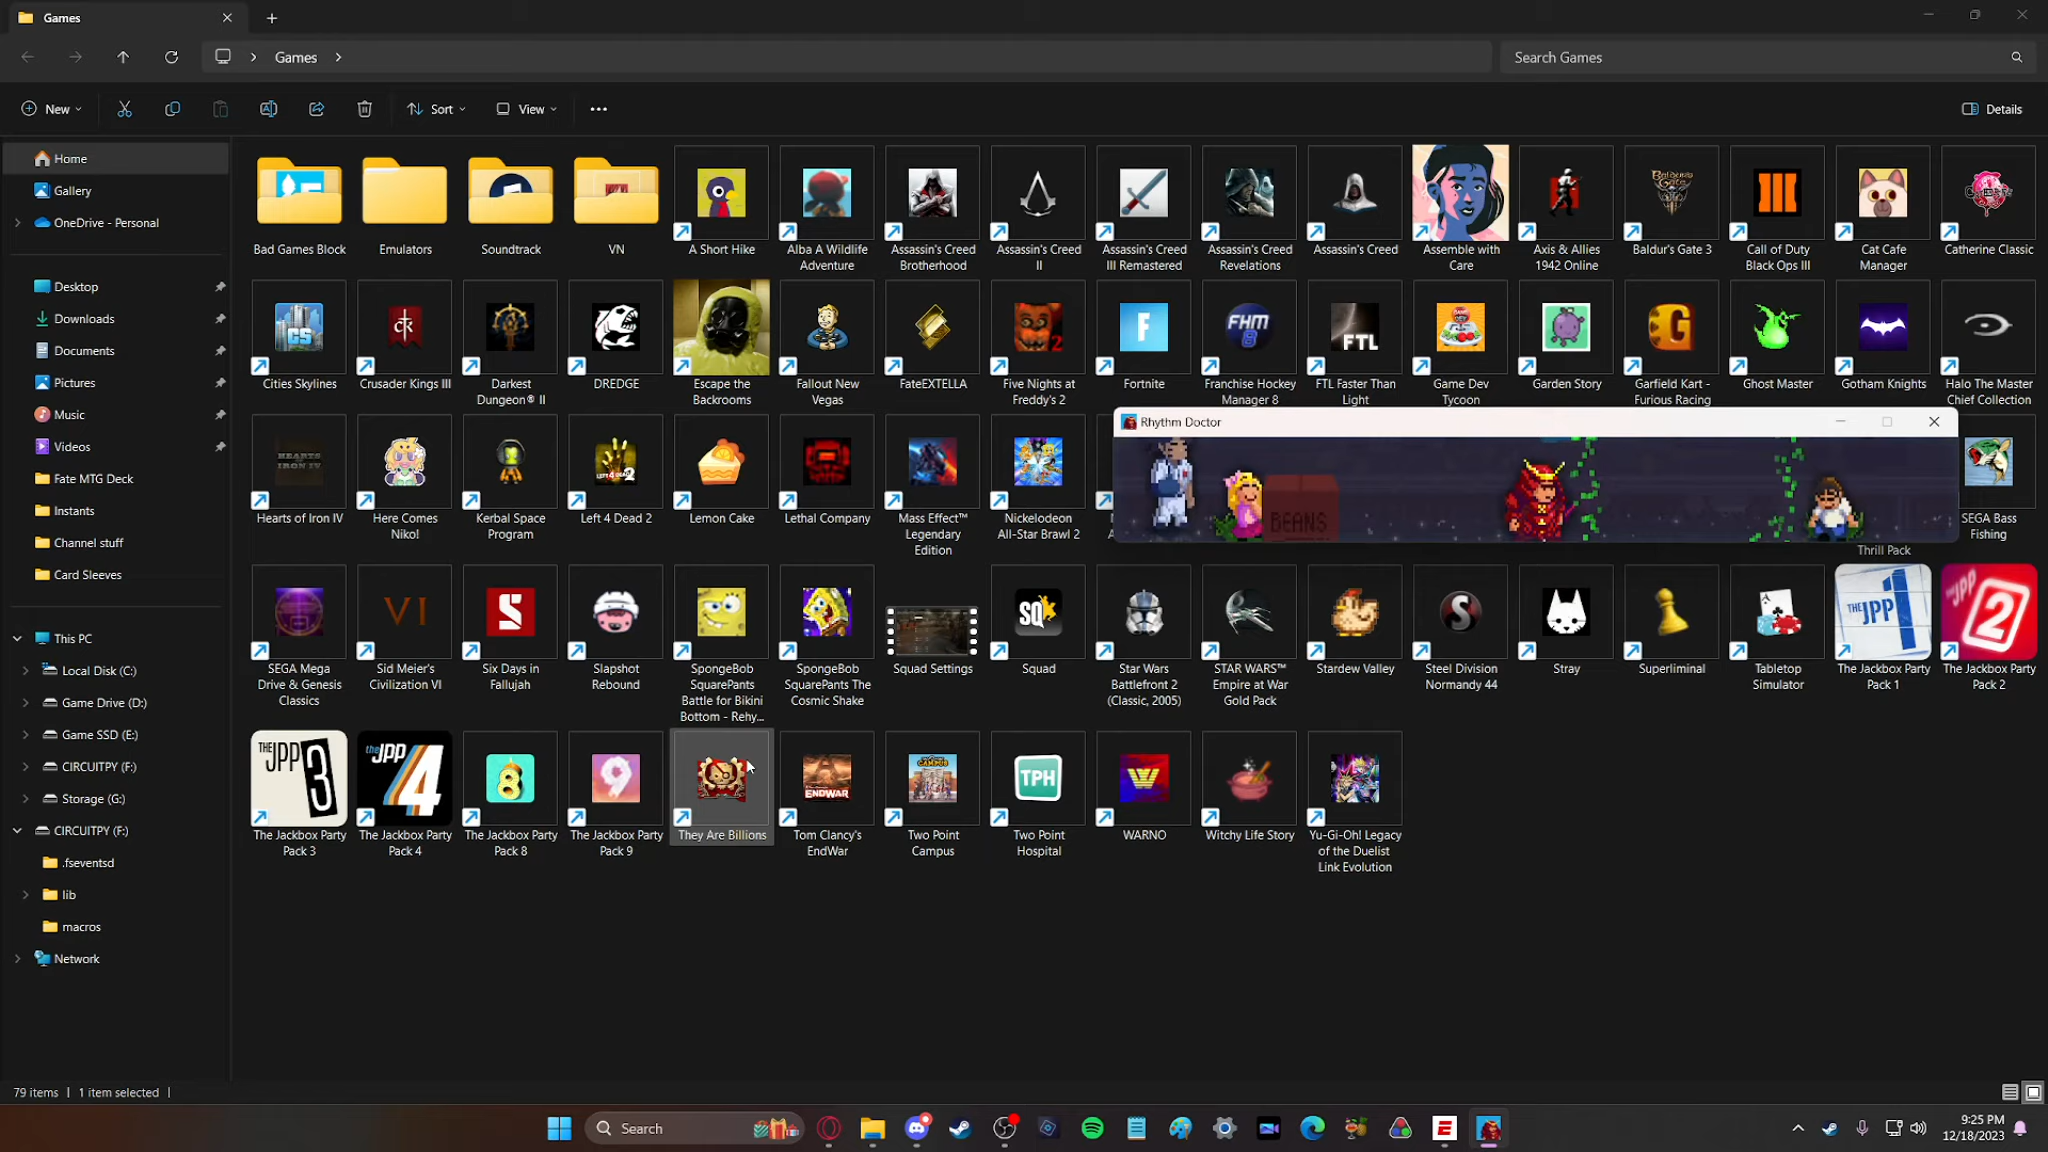 Games
Games
Search Games
New
Sort
View
Details
Home
Gallery
OneDrive - Personal
Desktop
Downloads
Documents
Pictures
Music
Videos
Fate MTG Deck
Instants
Channel stuff
Card Sleeves
This PC
Local Disk (C:)
Game Drive (D:)
Game SSD (E:)
CIRCUITPY (F:)
Storage (G:)
CIRCUITPY (F:)
.fseventsd
lib
macros
Network
Bad Games Block
Emulators
Soundtrack
VN
A Short Hike
Alba A Wildlife
Adventure
Assassin's Creed
Brotherhood
Assassin's Creed
II
Assassin's Creed
III Remastered
Assassin's Creed
Revelations
Assassin's Creed
Assemble with
Care
Axis & Allies
1942 Online
Baldur's Gate 3
Call of Duty
Black Ops III
Cat Cafe
Manager
Catherine Classic
Cities Skylines
Crusader Kings III
Darkest
Dungeon® II
DREDGE
Escape the
Backrooms
Fallout New
Vegas
FateEXTELLA
Five Nights at
Freddy's 2
Fortnite
Franchise Hockey
Manager 8
FTL Faster Than
Light
Game Dev
Tycoon
Garden Story
Garfield Kart -
Furious Racing
Ghost Master
Gotham Knights
Halo The Master
Chief Collection
Rhythm Doctor
BEANS
Hearts of Iron IV
Here Comes
Niko!
Kerbal Space
Program
Left 4 Dead 2
Lemon Cake
Lethal Company
Mass Effect™
Legendary
Edition
Nickelodeon
All-Star Brawl 2
Thrill Pack
SEGA Bass
Fishing
SEGA Mega
Drive & Genesis
Classics
Sid Meier's
Civilization VI
Six Days in
Fallujah
Slapshot
Rebound
SpongeBob
SquarePants
Battle for Bikini
Bottom - Rehy...
SpongeBob
SquarePants The
Cosmic Shake
Squad Settings
Squad
Star Wars
Battlefront 2
(Classic, 2005)
STAR WARS™
Empire at War
Gold Pack
Stardew Valley
Steel Division
Normandy 44
Stray
Superliminal
Tabletop
Simulator
The Jackbox Party
Pack 1
The Jackbox Party
Pack 2
The Jackbox Party
Pack 3
The Jackbox Party
Pack 4
The Jackbox Party
Pack 8
The Jackbox Party
Pack 9
They Are Billions
Tom Clancy's
EndWar
Two Point
Campus
Two Point
Hospital
WARNO
Witchy Life Story
Yu-Gi-Oh! Legacy
of the Duelist
Link Evolution
79 items
1 item selected
Search
9:25 PM
12/18/2023